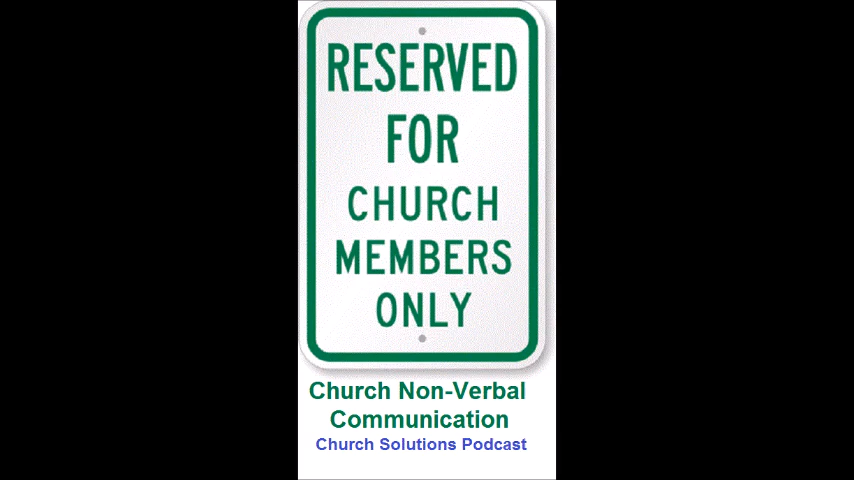 RESERVED
FOR
CHURCH
MEMBERS
ONLY
Church Non-Verbal
Communication
Church Solutions Podcast